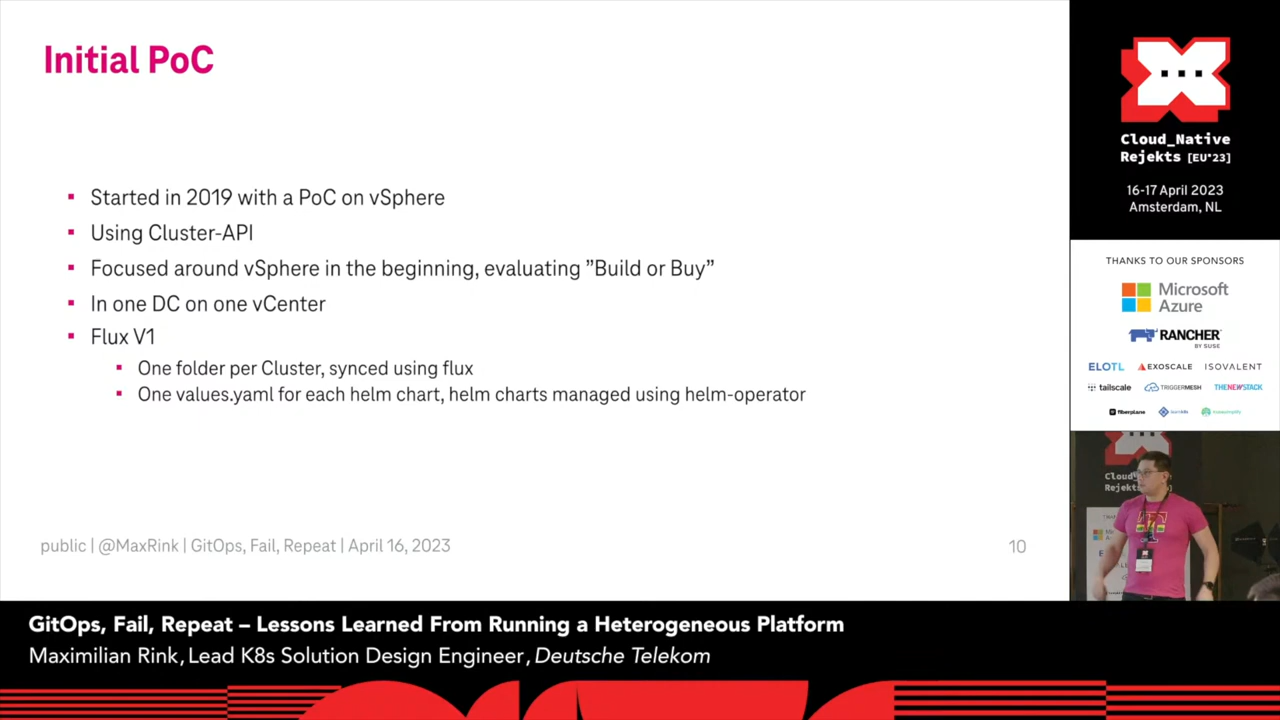 Initial PoC
▪ Started in 2019 with a PoC on vSphere
▪ Using Cluster-API
▪ Focused around vSphere in the beginning, evaluating ”Build or Buy”
▪ In one DC on one vCenter
▪ Flux V1
▪ One folder per Cluster, synced using flux
▪ One values.yaml for each helm chart, helm charts managed using helm-operator
public | @MaxRink | GitOps, Fail, Repeat | April 16, 2023
10
Cloud_Native
Rejekts [EU*23]
16-17 April 2023
Amsterdam, NL
THANKS TO OUR SPONSORS
Microsoft
Azure
RANCHER
BY SUSE
ELOTL EXOSCALE ISOVALENT
tailscale TRIGGERMESH THENEWSTACK
fiberplane
Cloud
Rejekts
GitOps, Fail, Repeat – Lessons Learned From Running a Heterogeneous Platform
Maximilian Rink, Lead K8s Solution Design Engineer, Deutsche Telekom